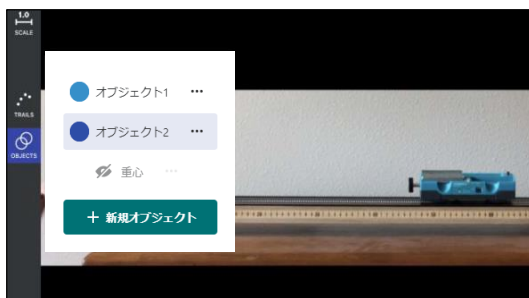 1.0
SCALE
TRAILS
OBJECTS
オブジェクト1 ...
オブジェクト2 ...
重心 ...
+ 新規オブジェクト